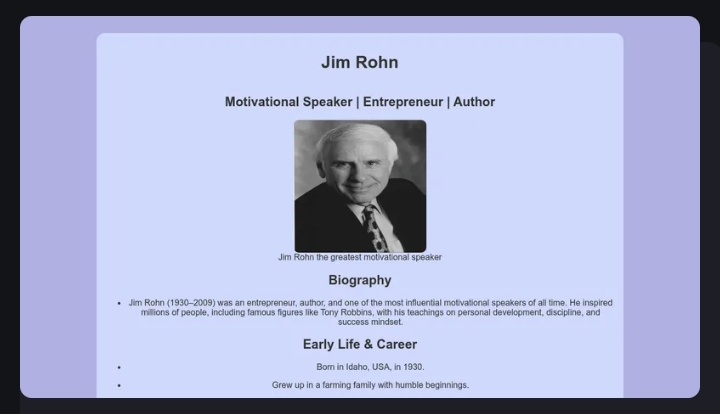 Jim Rohn
Motivational Speaker | Entrepreneur | Author
Jim Rohn the greatest motivational speaker
Biography
• Jim Rohn (1930–2009) was an entrepreneur, author, and one of the most influential motivational speakers of all time. He inspired
millions of people, including famous figures like Tony Robbins, with his teachings on personal development, discipline, and
success mindset.
Early Life & Career
• Born in Idaho, USA, in 1930.
• Grew up in a farming family with humble beginnings.